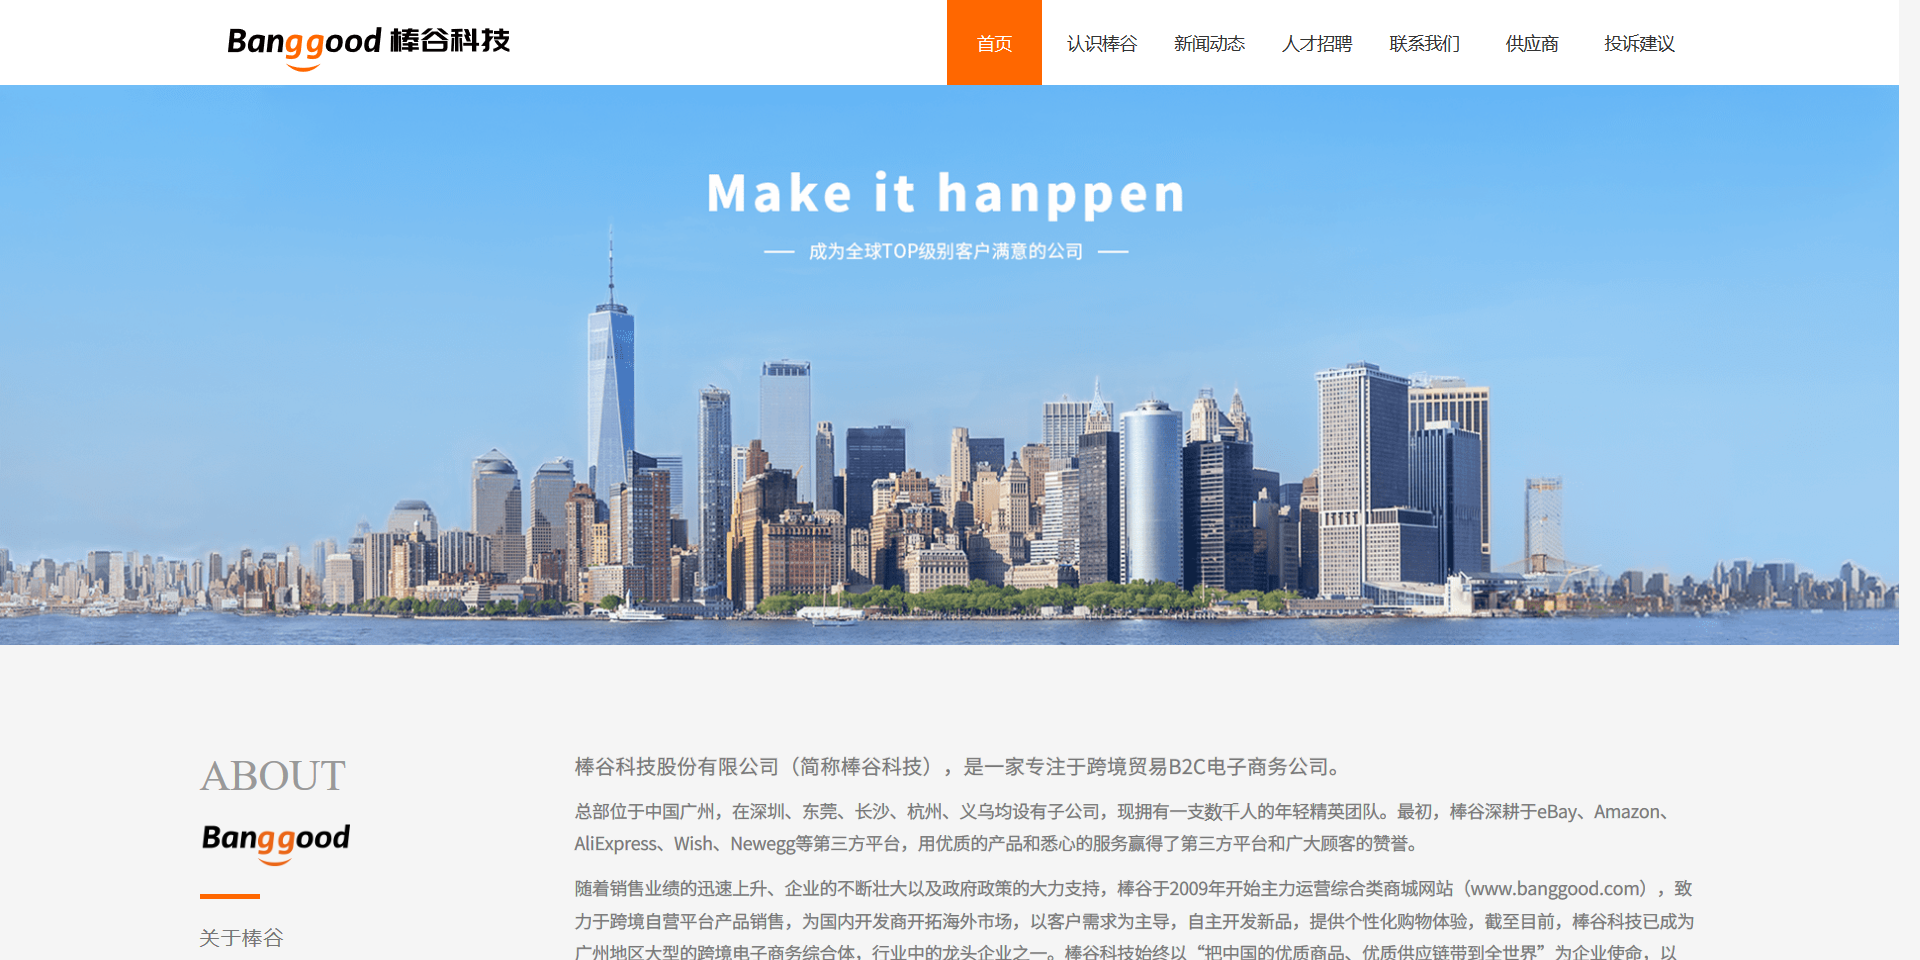 Banggood 棒谷科技
首页 认识棒谷 新闻动态 人才招聘 联系我们 供应商 投诉建议
Make it hanppen
成为全球TOP级别客户满意的公司
ABOUT
Banggood
关于棒谷
棒谷科技股份有限公司（简称棒谷科技），是一家专注于跨境贸易B2C电子商务公司。
总部位于中国广州，在深圳、东莞、长沙、杭州、义乌均设有子公司，现拥有一支数千人的年轻精英团队。最初，棒谷深耕于eBay、Amazon、
AliExpress、Wish、Newegg等第三方平台，用优质的产品和悉心的服务赢得了第三方平台和广大顾客的赞誉。
随着销售业绩的迅速上升、企业的不断壮大以及政府政策的大力支持，棒谷于2009年开始主力运营综合类商城网站（www.banggood.com），致
力于跨境自营平台产品销售，为国内开发商开拓海外市场，以客户需求为主导，自主开发新品，提供个性化购物体验，截至目前，棒谷科技已成为
广州地区大型的跨境电子商务综合体，行业中的龙头企业之一。棒谷科技始终以“把中国的优质商品、优质供应链带到全世界”为企业使命，以